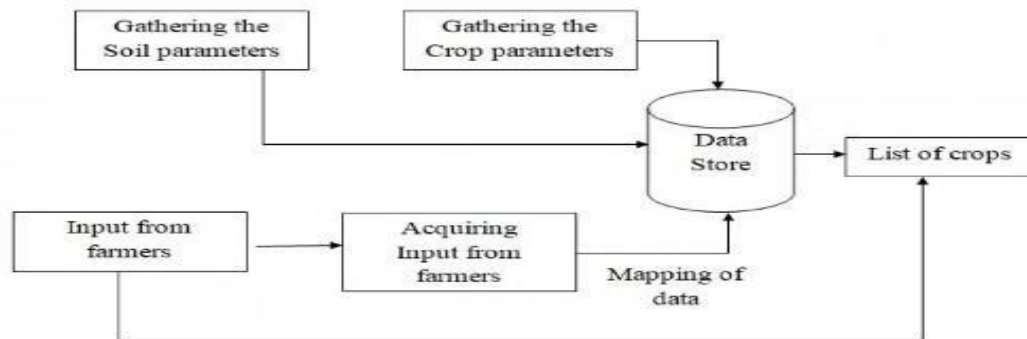 Gathering the
Soil parameters
Gathering the
Crop parameters
Data
Store
List of crops
Input from
farmers
Acquiring
Input from
farmers
Mapping of
data